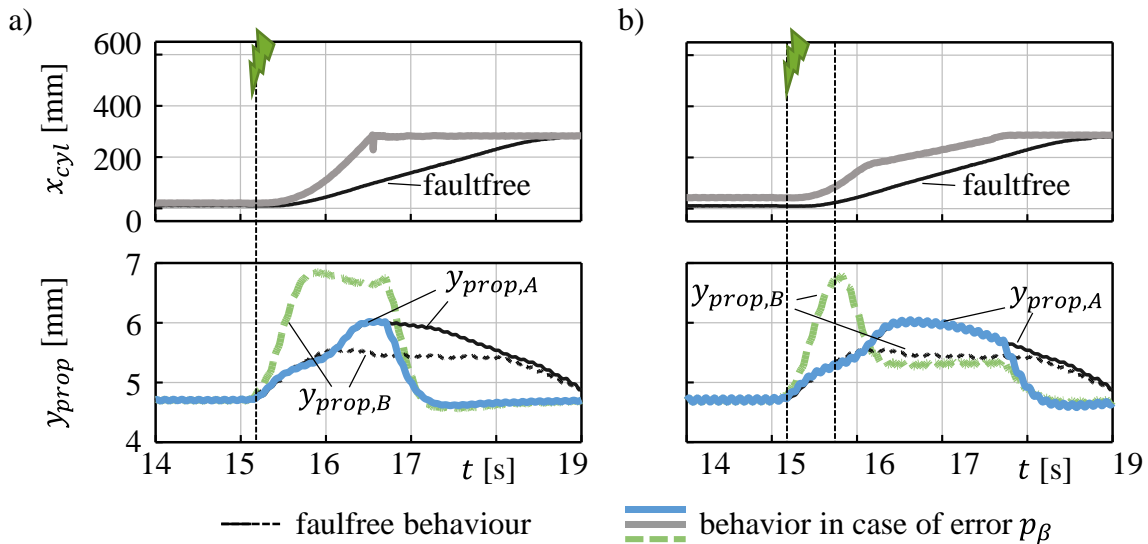 a)
b)
x_cyl [mm]
600
400
200
0
faultfree
faultfree
y_prop [mm]
7
6
5
4
y_prop,A
y_prop,B
y_prop,B
y_prop,A
14 15 16 17 t [s] 19
14 15 16 17 t [s] 19
faulfree behaviour
behavior in case of error p_β